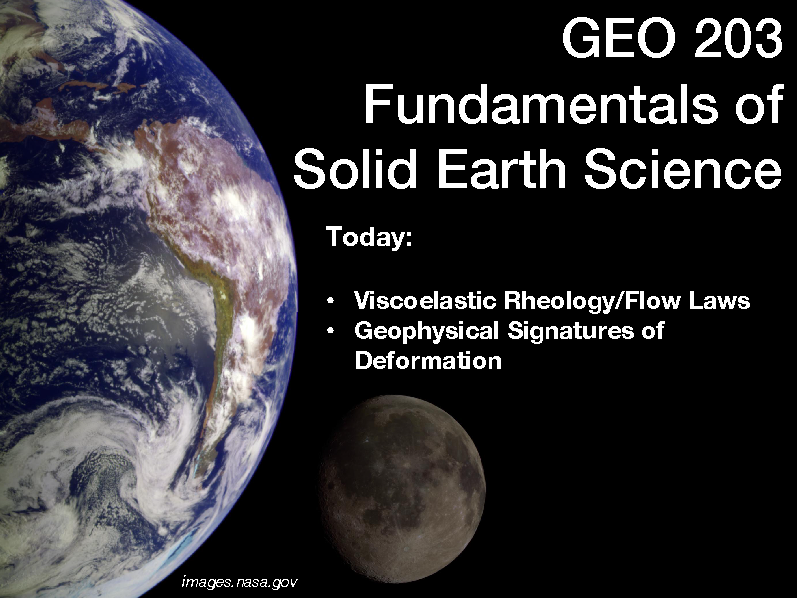 GEO 203
Fundamentals of
Solid Earth Science
Today:
• Viscoelastic Rheology/Flow Laws
• Geophysical Signatures of
Deformation
images.nasa.gov